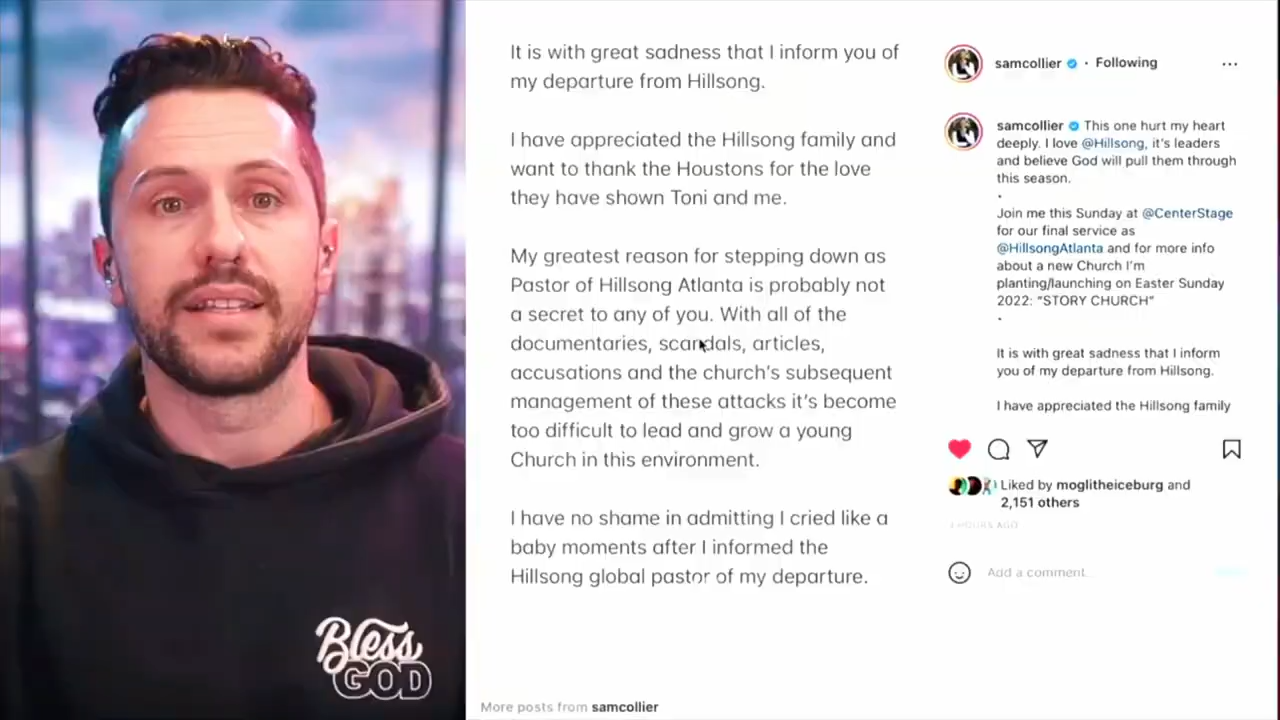 It is with great sadness that I inform you of
my departure from Hillsong.
I have appreciated the Hillsong family and
want to thank the Houstons for the love
they have shown Toni and me.
My greatest reason for stepping down as
Pastor of Hillsong Atlanta is probably not
a secret to any of you. With all of the
documentaries, scandals, articles,
accusations and the church's subsequent
management of these attacks it's become
too difficult to lead and grow a young
Church in this environment.
I have no shame in admitting I cried like a
baby moments after I informed the
Hillsong global pastor of my departure.
More posts from samcollier
samcollier • Following
samcollier This one hurt my heart
deeply. I love @Hillsong, it's leaders
and believe God will pull them through
this season.
.
Join me this Sunday at @CenterStage
for our final service as
@HillsongAtlanta and for more info
about a new Church I'm
planting/launching on Easter Sunday
2022: "STORY CHURCH"
.
It is with great sadness that I inform
you of my departure from Hillsong.
I have appreciated the Hillsong family
Liked by moglitheiceburg and
2,151 others
HOURS AGO
Add a comment...
Bless
GOD